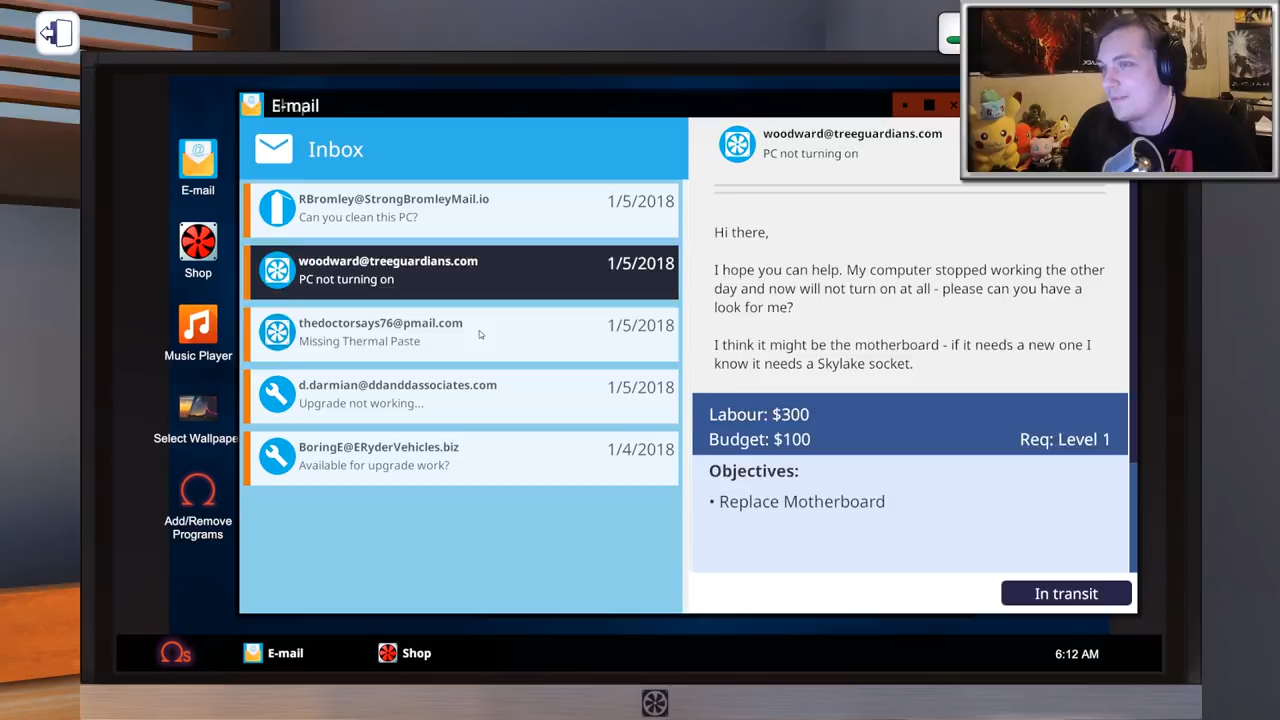 E-mail
Inbox
RBromley@StrongBromleyMail.io
1/5/2018
Can you clean this PC?
woodward@treeguardians.com
1/5/2018
PC not turning on
thedoctorsays76@pmail.com
1/5/2018
Missing Thermal Paste
d.darmian@ddanddassociates.com
1/5/2018
Upgrade not working...
BoringE@ERyderVehicles.biz
1/4/2018
Available for upgrade work?
E-mail
Shop
Music Player
Select Wallpape
Add/Remove
Programs
woodward@treeguardians.com
PC not turning on
Hi there,
I hope you can help. My computer stopped working the other
day and now will not turn on at all - please can you have a
look for me?
I think it might be the motherboard - if it needs a new one I
know it needs a Skylake socket.
Labour: $300
Budget: $100
Req: Level 1
Objectives:
• Replace Motherboard
In transit
Ωs
E-mail
Shop
6:12 AM